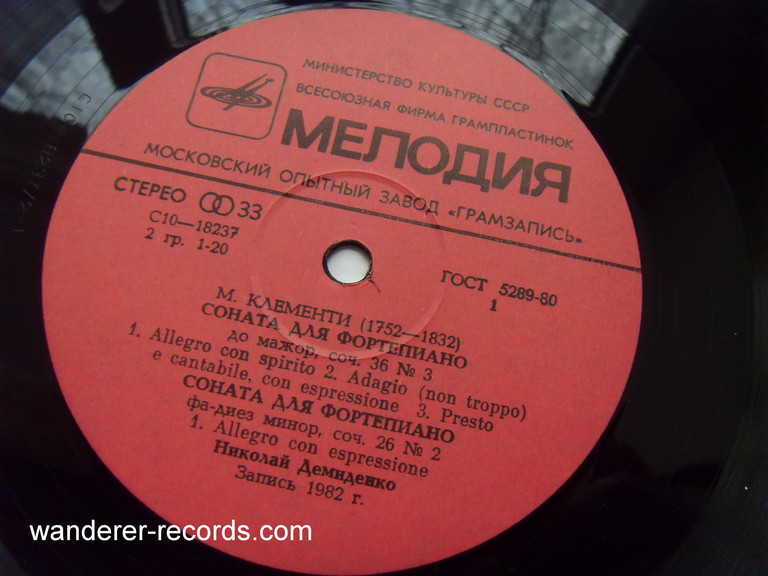 МИНИСТЕРСТВО КУЛЬТУРЫ СССР
ВСЕСОЮЗНАЯ ФИРМА ГРАМПЛАСТИНОК
МЕЛОДИЯ
МОСКОВСКИЙ ОПЫТНЫЙ ЗАВОД «ГРАМЗАПИСЬ»
СТЕРЕО 33
С10—18237
2 гр. 1-20
ГОСТ 5289-80
1
М. КЛЕМЕНТИ (1752—1832)
СОНАТА ДЛЯ ФОРТЕПИАНО
до мажор, соч. 36 № 3
1. Allegro con spirito 2. Adagio (non troppo)
e cantabile, con espressione 3. Presto
СОНАТА ДЛЯ ФОРТЕПИАНО
фа-диез минор, соч. 26 № 2
1. Allegro con espressione
Николай Демиденко
Запись 1982 г.
wanderer-records.com